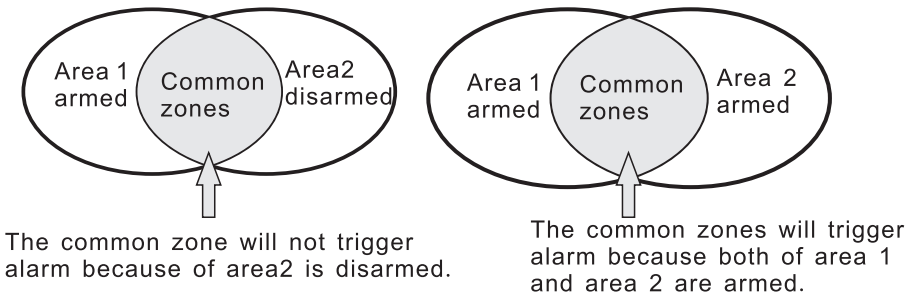 Area 1
armed
Common
zones
Area2
disarmed
The common zone will not trigger
alarm because of area2 is disarmed.
Area 1
armed
Common
zones
Area 2
armed
The common zones will trigger
alarm because both of area 1
and area 2 are armed.